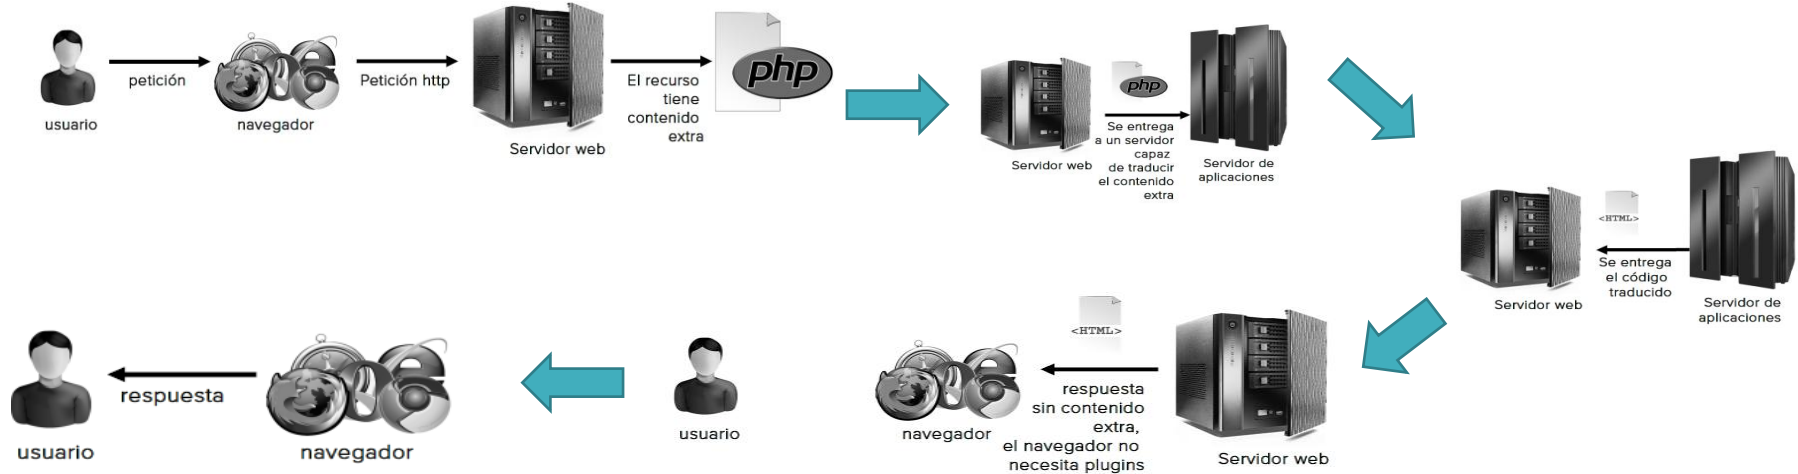 usuario
petición
navegador
Petición http
Servidor web
El recurso
tiene
contenido
extra
php
Servidor web
php
Se entrega
a un servidor
capaz
de traducir
el contenido
extra
Servidor de
aplicaciones
Servidor web
<HTML>
Se entrega
el código
traducido
Servidor de
aplicaciones
Servidor web
<HTML>
respuesta
sin contenido
extra,
el navegador no
necesita plugins
navegador
usuario
navegador
respuesta
usuario